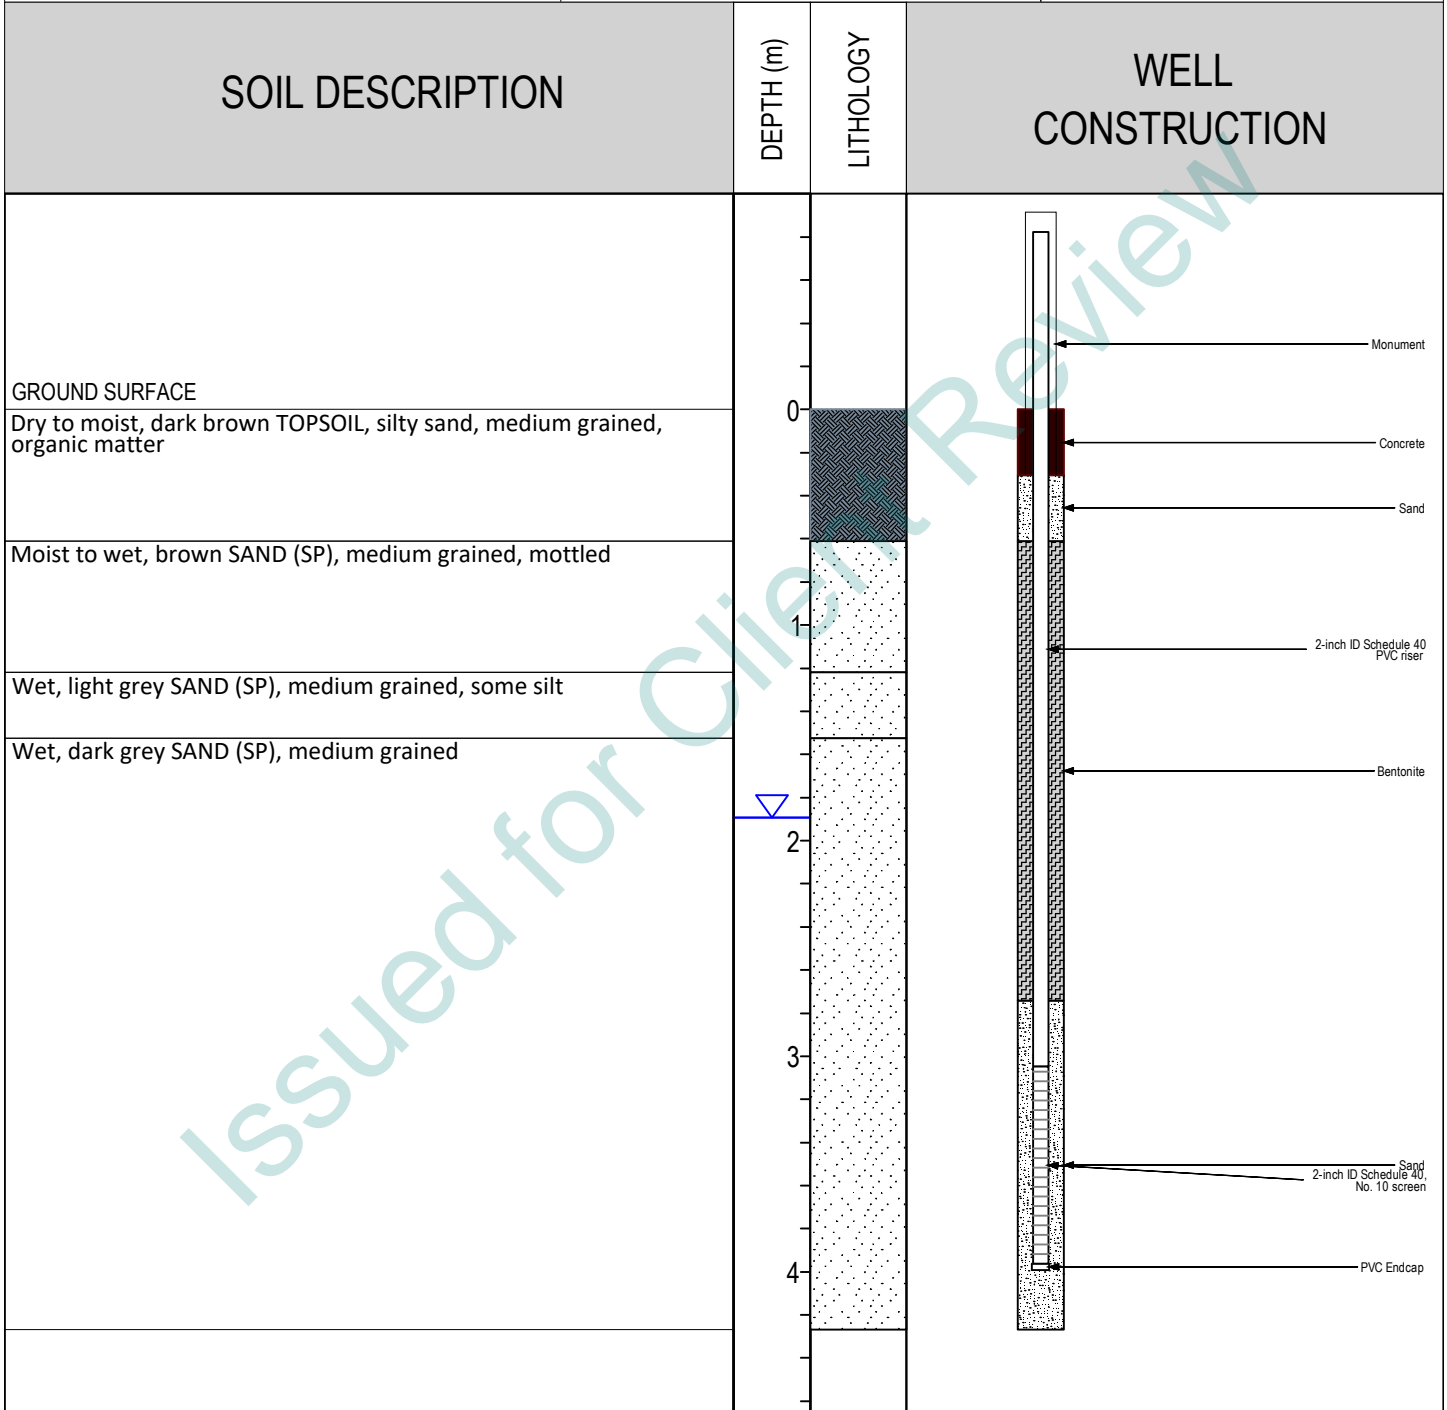 SOIL DESCRIPTION
DEPTH (m)
LITHOLOGY
WELL
CONSTRUCTION
Monument
GROUND SURFACE
0
Dry to moist, dark brown TOPSOIL, silty sand, medium grained,
organic matter
Concrete
Sand
Moist to wet, brown SAND (SP), medium grained, mottled
1
2-inch ID Schedule 40
PVC riser
Wet, light grey SAND (SP), medium grained, some silt
Wet, dark grey SAND (SP), medium grained
Bentonite
2
3
Sand
2-inch ID Schedule 40,
No. 10 screen
PVC Endcap
4
Issued for Client Review